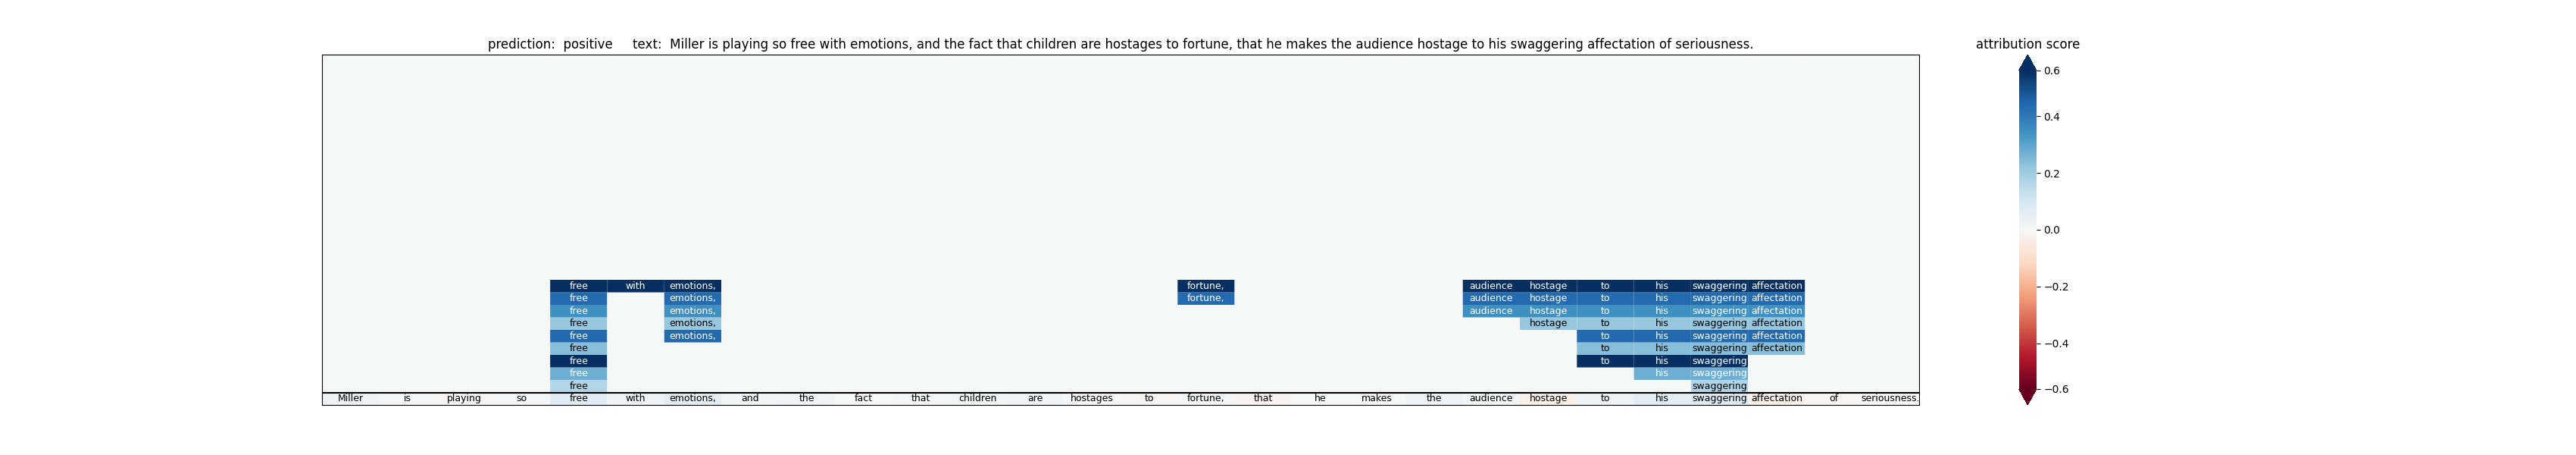 prediction:  positive     text:  Miller is playing so free with emotions, and the fact that children are hostages to fortune, that he makes the audience hostage to his swaggering affectation of seriousness.
attribution score
0.6
0.4
0.2
0.0
−0.2
−0.4
−0.6
free with emotions, fortune, audience hostage to his swaggering affectation
free emotions, fortune, audience hostage to his swaggering affectation
free emotions, audience hostage to his swaggering affectation
free emotions, hostage to his swaggering affectation
free emotions, to his swaggering affectation
free to his swaggering affectation
free to his swaggering
free his swaggering
free swaggering
Miller is playing so free with emotions, and the fact that children are hostages to fortune, that he makes the audience hostage to his swaggering affectation of seriousness.